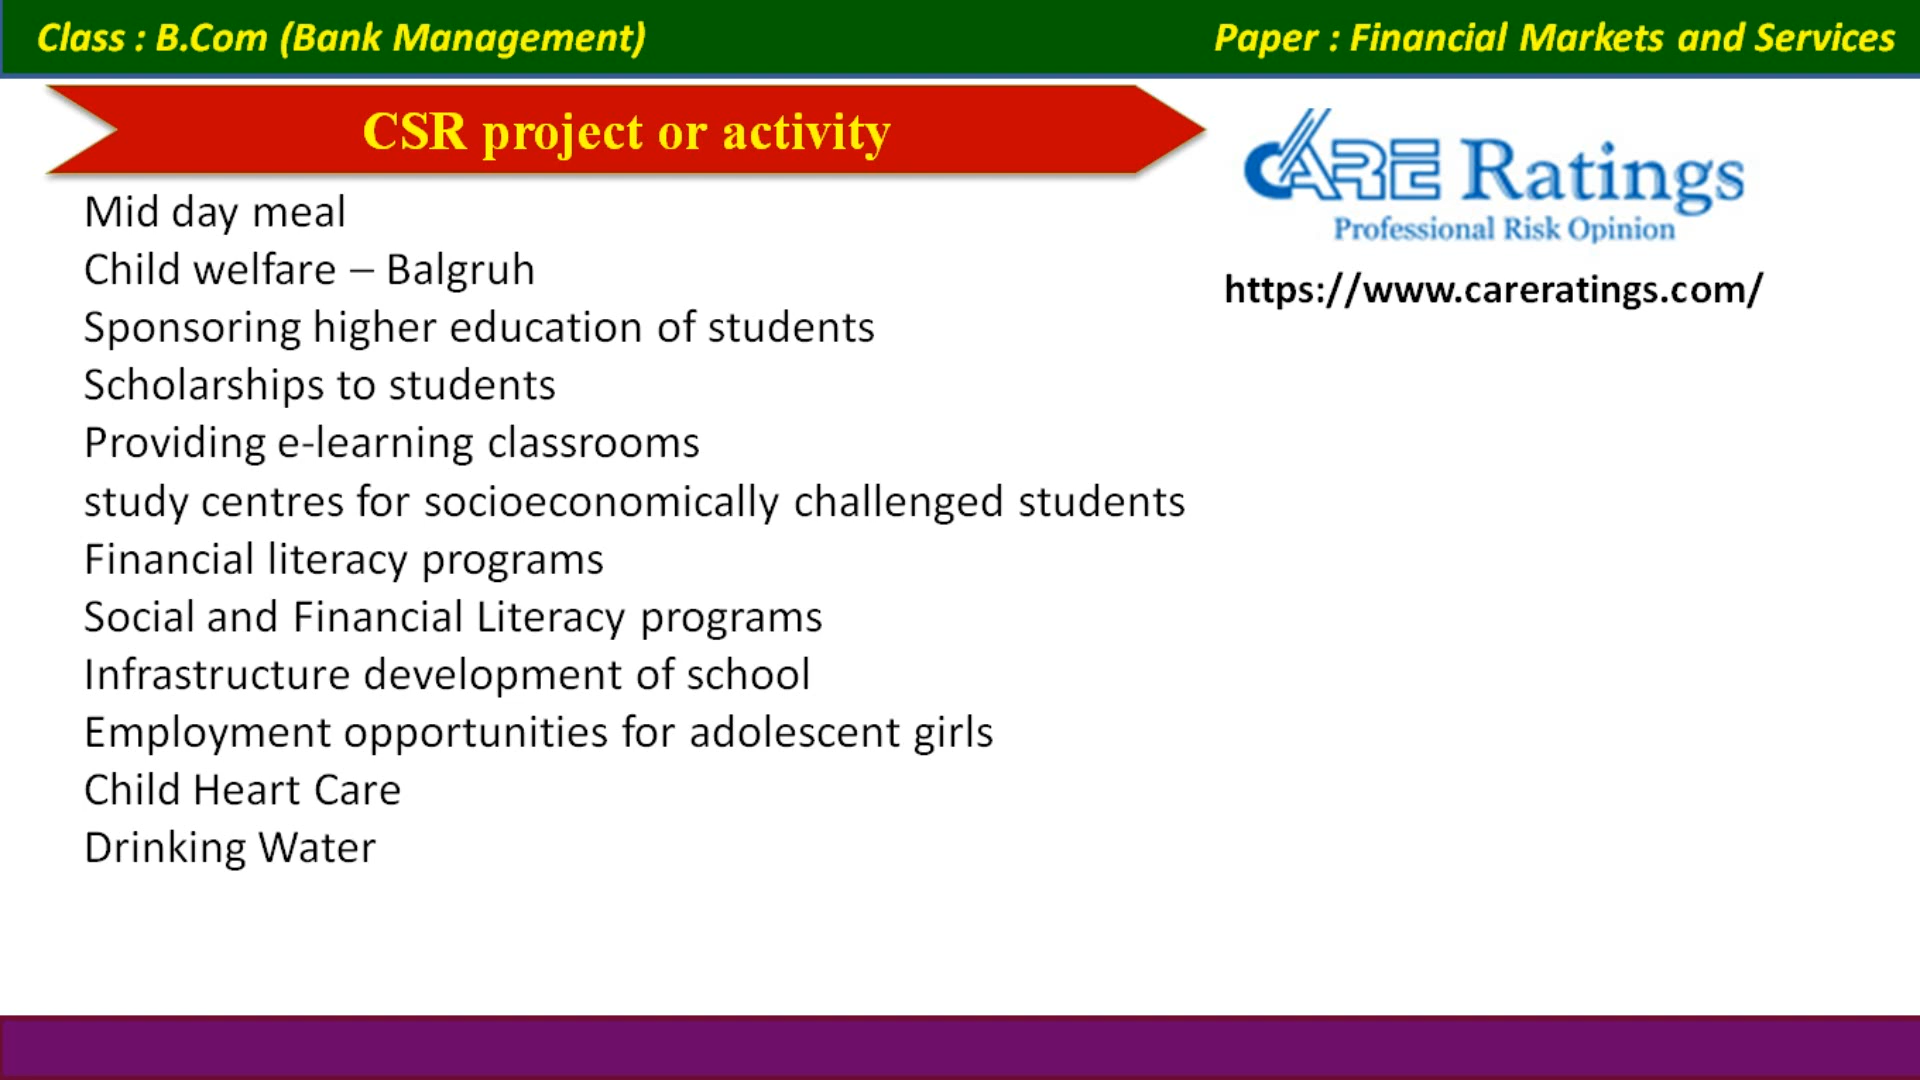 Class : B.Com (Bank Management)
Paper : Financial Markets and Services
CSR project or activity
CARE Ratings
Professional Risk Opinion
https://www.careratings.com/
Mid day meal
Child welfare – Balgruh
Sponsoring higher education of students
Scholarships to students
Providing e-learning classrooms
study centres for socioeconomically challenged students
Financial literacy programs
Social and Financial Literacy programs
Infrastructure development of school
Employment opportunities for adolescent girls
Child Heart Care
Drinking Water